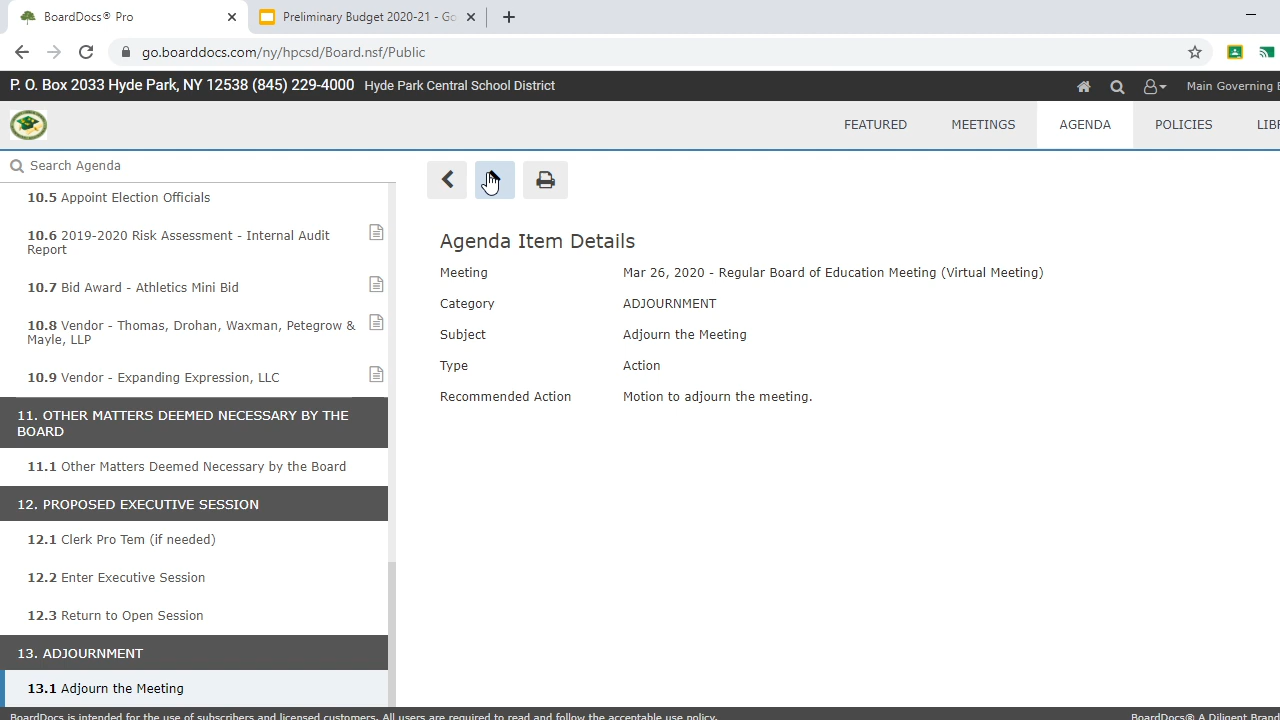 BoardDocs® Pro
Preliminary Budget 2020-21 - Go
go.boarddocs.com/ny/hpcsd/Board.nsf/Public
P. O. Box 2033 Hyde Park, NY 12538 (845) 229-4000 Hyde Park Central School District
Main Governing
FEATURED MEETINGS AGENDA POLICIES LIB
Search Agenda
10.5 Appoint Election Officials
10.6 2019-2020 Risk Assessment - Internal Audit
Report
10.7 Bid Award - Athletics Mini Bid
10.8 Vendor - Thomas, Drohan, Waxman, Petegrow &
Mayle, LLP
10.9 Vendor - Expanding Expression, LLC
11. OTHER MATTERS DEEMED NECESSARY BY THE
BOARD
11.1 Other Matters Deemed Necessary by the Board
12. PROPOSED EXECUTIVE SESSION
12.1 Clerk Pro Tem (if needed)
12.2 Enter Executive Session
12.3 Return to Open Session
13. ADJOURNMENT
13.1 Adjourn the Meeting
Agenda Item Details
Meeting Mar 26, 2020 - Regular Board of Education Meeting (Virtual Meeting)
Category ADJOURNMENT
Subject Adjourn the Meeting
Type Action
Recommended Action Motion to adjourn the meeting.
BoardDocs is intended for the use of subscribers and licensed customers. All users are required to read and follow the acceptable use policy.
BoardDocs® A Diligent Brand